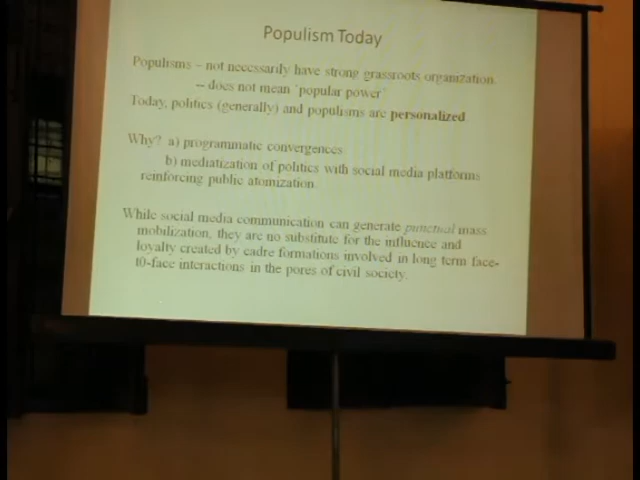 Populism Today
Populisms – not necessarily have strong grassroots organization.
-- does not mean 'popular power'
Today, politics (generally) and populisms are personalized.
Why? a) programmatic convergences
b) mediatization of politics with social media platforms
reinforcing public atomization.
While social media communication can generate punctual mass
mobilization, they are no substitute for the influence and
loyalty created by cadre formations involved in long term face-
t0-face interactions in the pores of civil society.